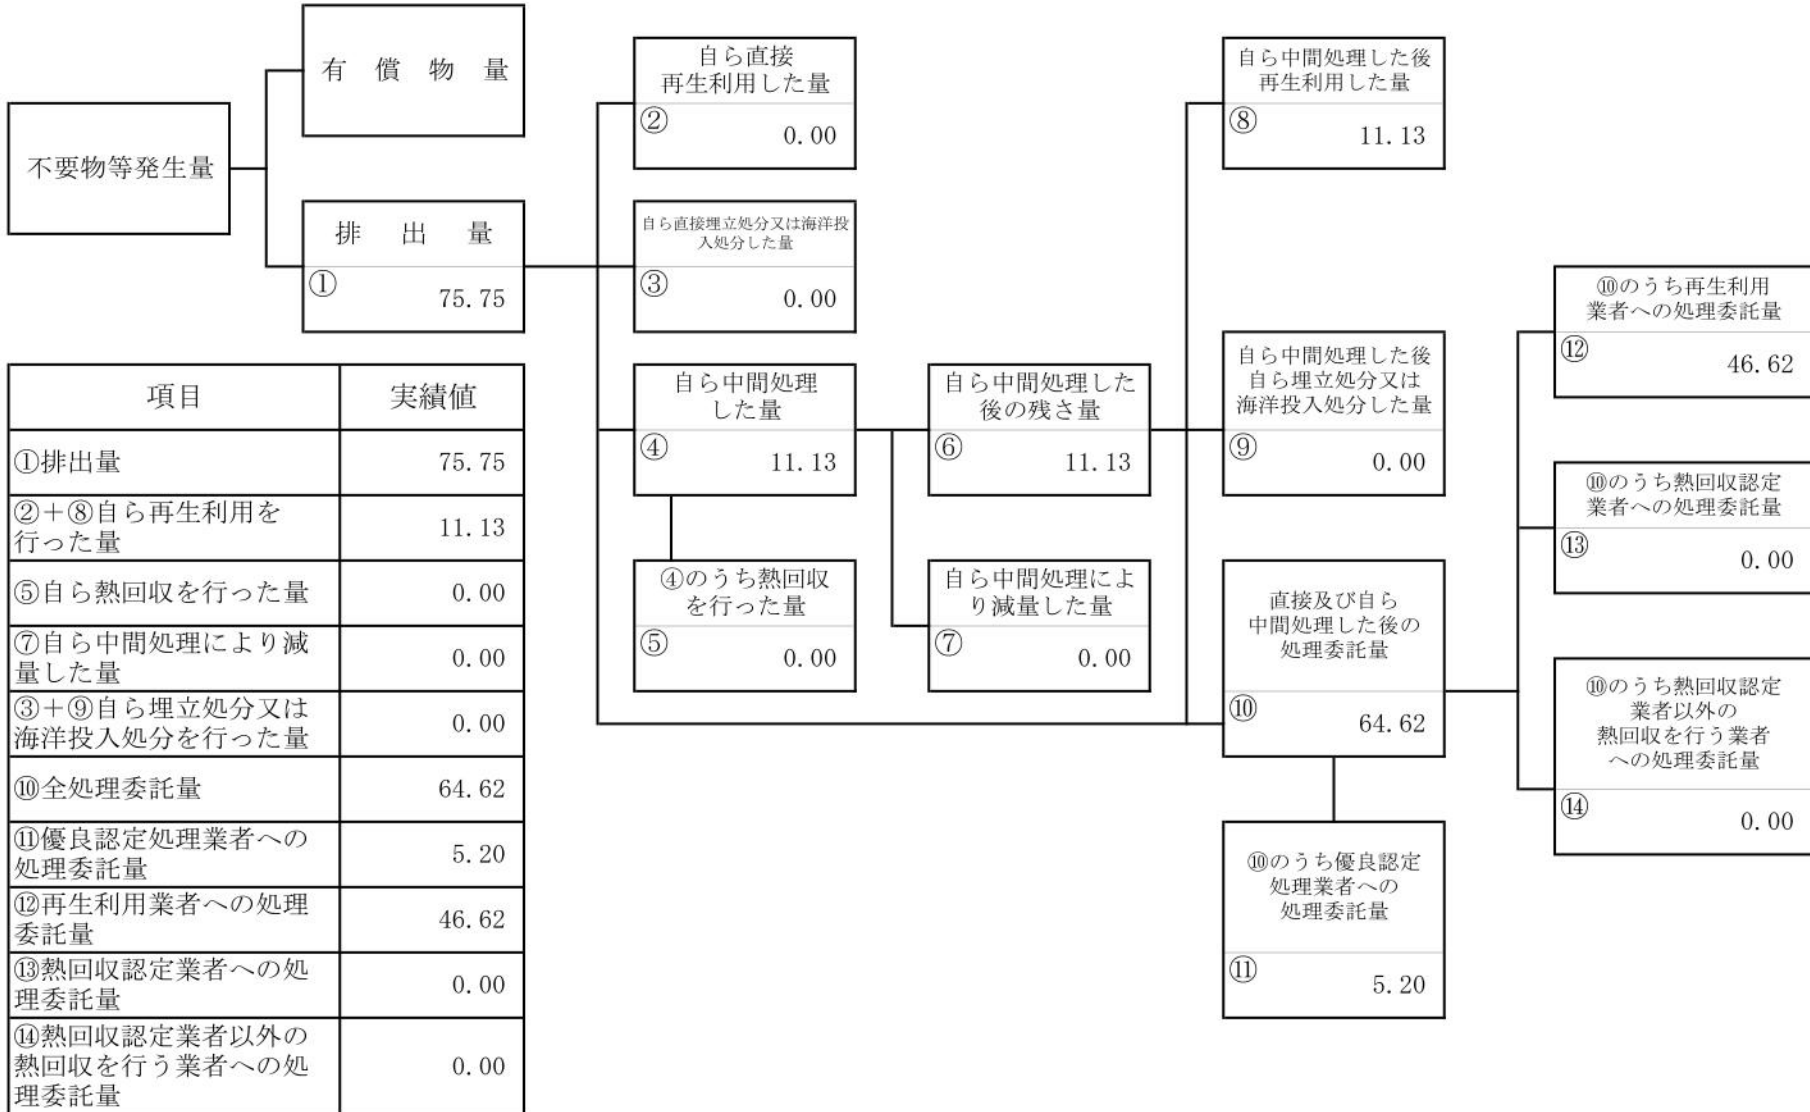 不要物等発生量
有償物量
排出量
①
75.75
自ら直接
再生利用した量
②
0.00
自ら直接埋立処分又は海洋投
入処分した量
③
0.00
自ら中間処理
した量
④
11.13
④のうち熱回収
を行った量
⑤
0.00
自ら中間処理した
後の残さ量
⑥
11.13
自ら中間処理によ
り減量した量
⑦
0.00
自ら中間処理した後
再生利用した量
⑧
11.13
自ら中間処理した後
自ら埋立処分又は
海洋投入処分した量
⑨
0.00
直接及び自ら
中間処理した後の
処理委託量
⑩
64.62
⑩のうち優良認定
処理業者への
処理委託量
⑪
5.20
⑩のうち再生利用
業者への処理委託量
⑫
46.62
⑩のうち熱回収認定
業者への処理委託量
⑬
0.00
⑩のうち熱回収認定
業者以外の
熱回収を行う業者
への処理委託量
⑭
0.00
項目 実績値
①排出量 75.75
②+⑧自ら再生利用を
行った量 11.13
⑤自ら熱回収を行った量 0.00
⑦自ら中間処理により減
量した量 0.00
③+⑨自ら埋立処分又は
海洋投入処分を行った量 0.00
⑩全処理委託量 64.62
⑪優良認定処理業者への
処理委託量 5.20
⑫再生利用業者への処理
委託量 46.62
⑬熱回収認定業者への処
理委託量 0.00
⑭熱回収認定業者以外の
熱回収を行う業者への処
理委託量 0.00